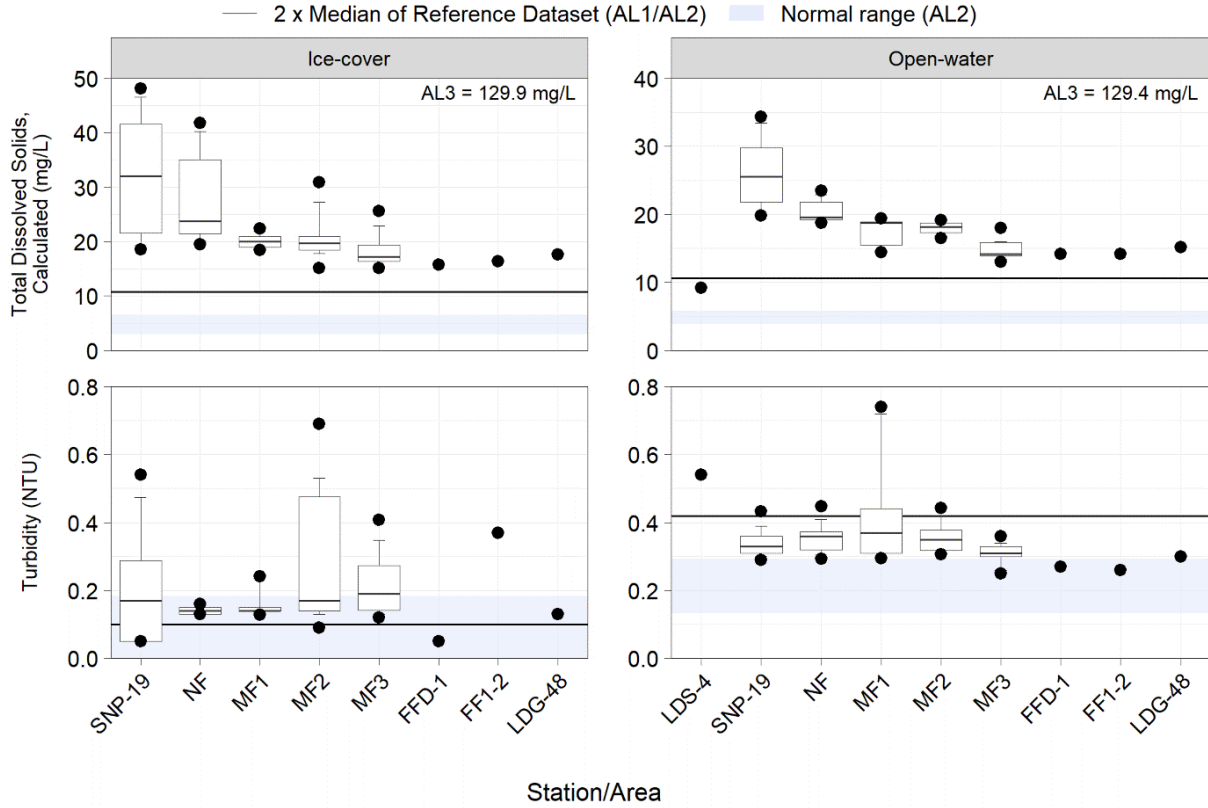 2 x Median of Reference Dataset (AL1/AL2) Normal range (AL2)
Ice-cover
Open-water
Total Dissolved Solids,
Calculated (mg/L)
50
40
30
20
10
0
AL3 = 129.9 mg/L
40
30
20
10
0
AL3 = 129.4 mg/L
Turbidity (NTU)
0.8
0.6
0.4
0.2
0.0
0.8
0.6
0.4
0.2
0.0
SNP-19
NF
MF1
MF2
MF3
FFD-1
FF1-2
LDG-48
LDS-4
SNP-19
NF
MF1
MF2
MF3
FFD-1
FF1-2
LDG-48
Station/Area